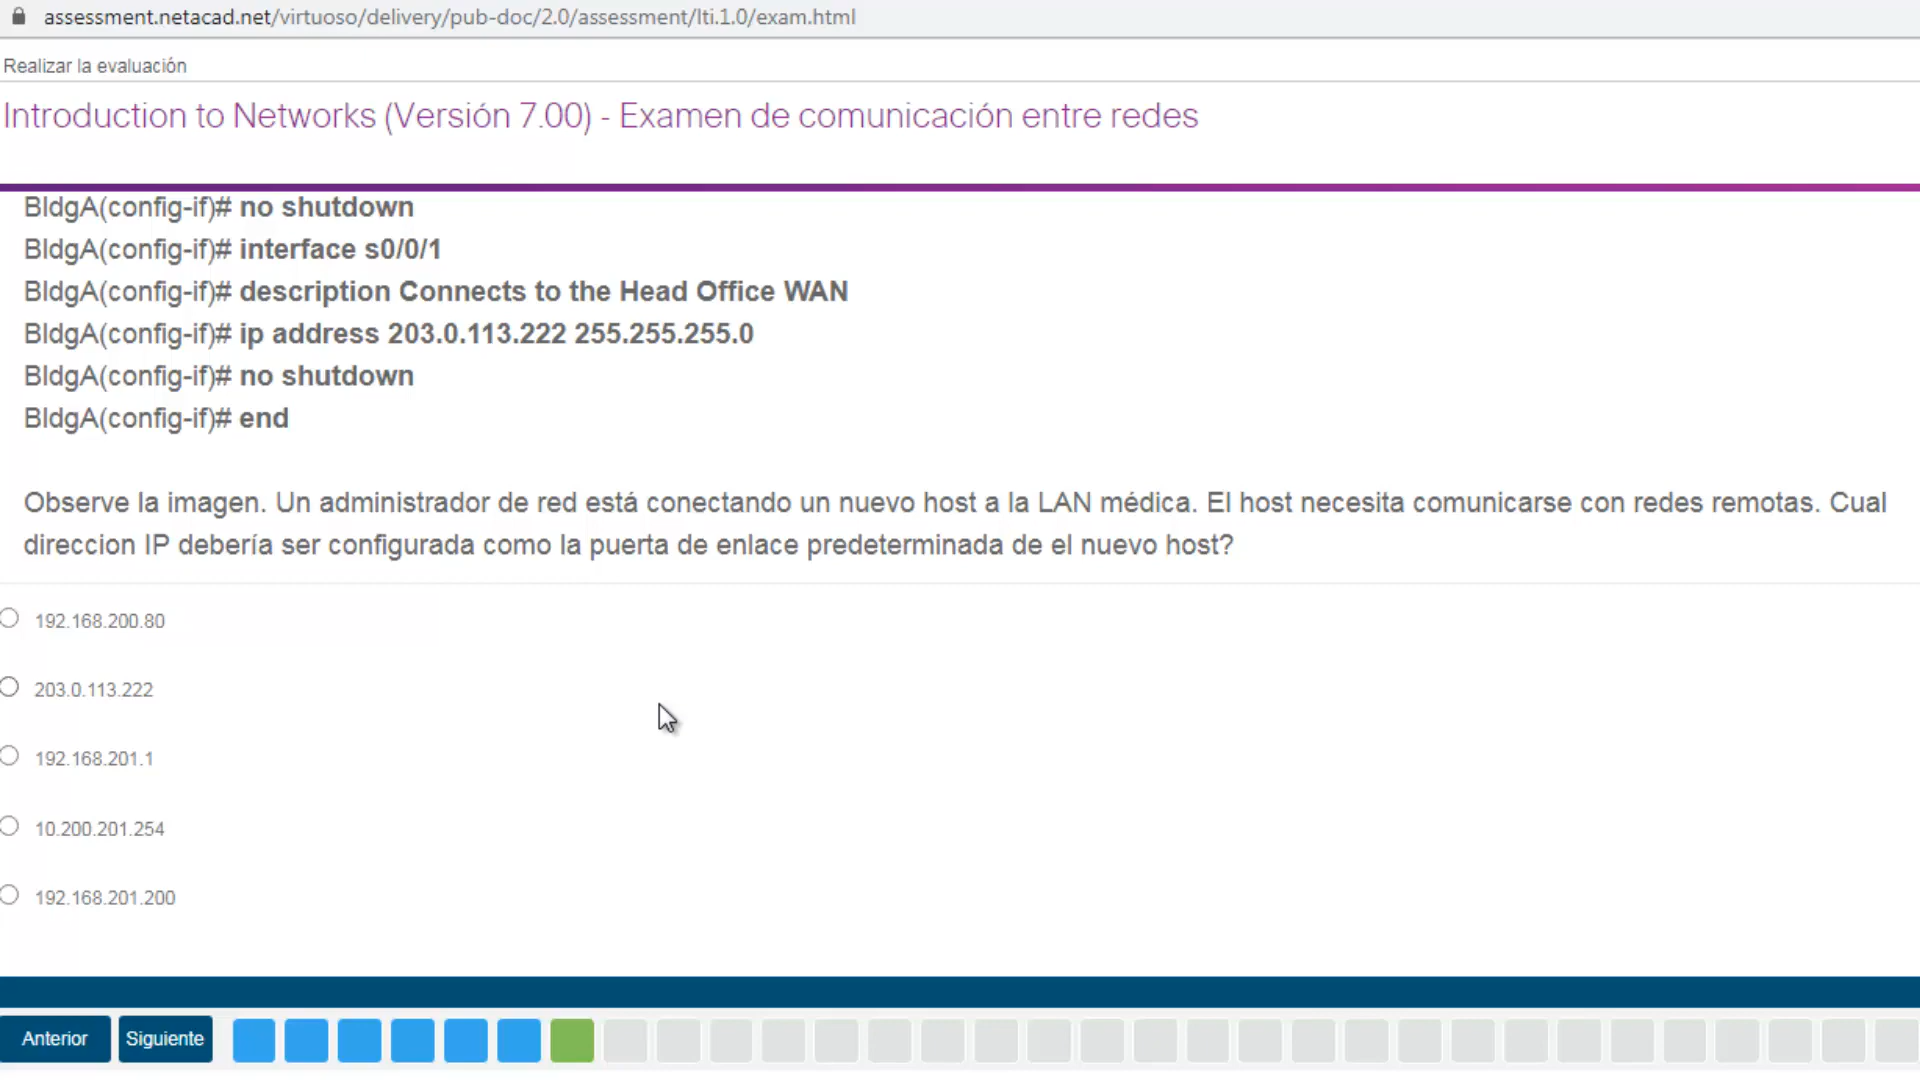 assessment.netacad.net/virtuoso/delivery/pub-doc/2.0/assessment/lti.1.0/exam.html
Realizar la evaluación
Introduction to Networks (Versión 7.00) - Examen de comunicación entre redes
BldgA(config-if)# no shutdown
BldgA(config-if)# interface s0/0/1
BldgA(config-if)# description Connects to the Head Office WAN
BldgA(config-if)# ip address 203.0.113.222 255.255.255.0
BldgA(config-if)# no shutdown
BldgA(config-if)# end
Observe la imagen. Un administrador de red está conectando un nuevo host a la LAN médica. El host necesita comunicarse con redes remotas. Cual
direccion IP debería ser configurada como la puerta de enlace predeterminada de el nuevo host?
192.168.200.80
203.0.113.222
192.168.201.1
10.200.201.254
192.168.201.200
Anterior Siguiente